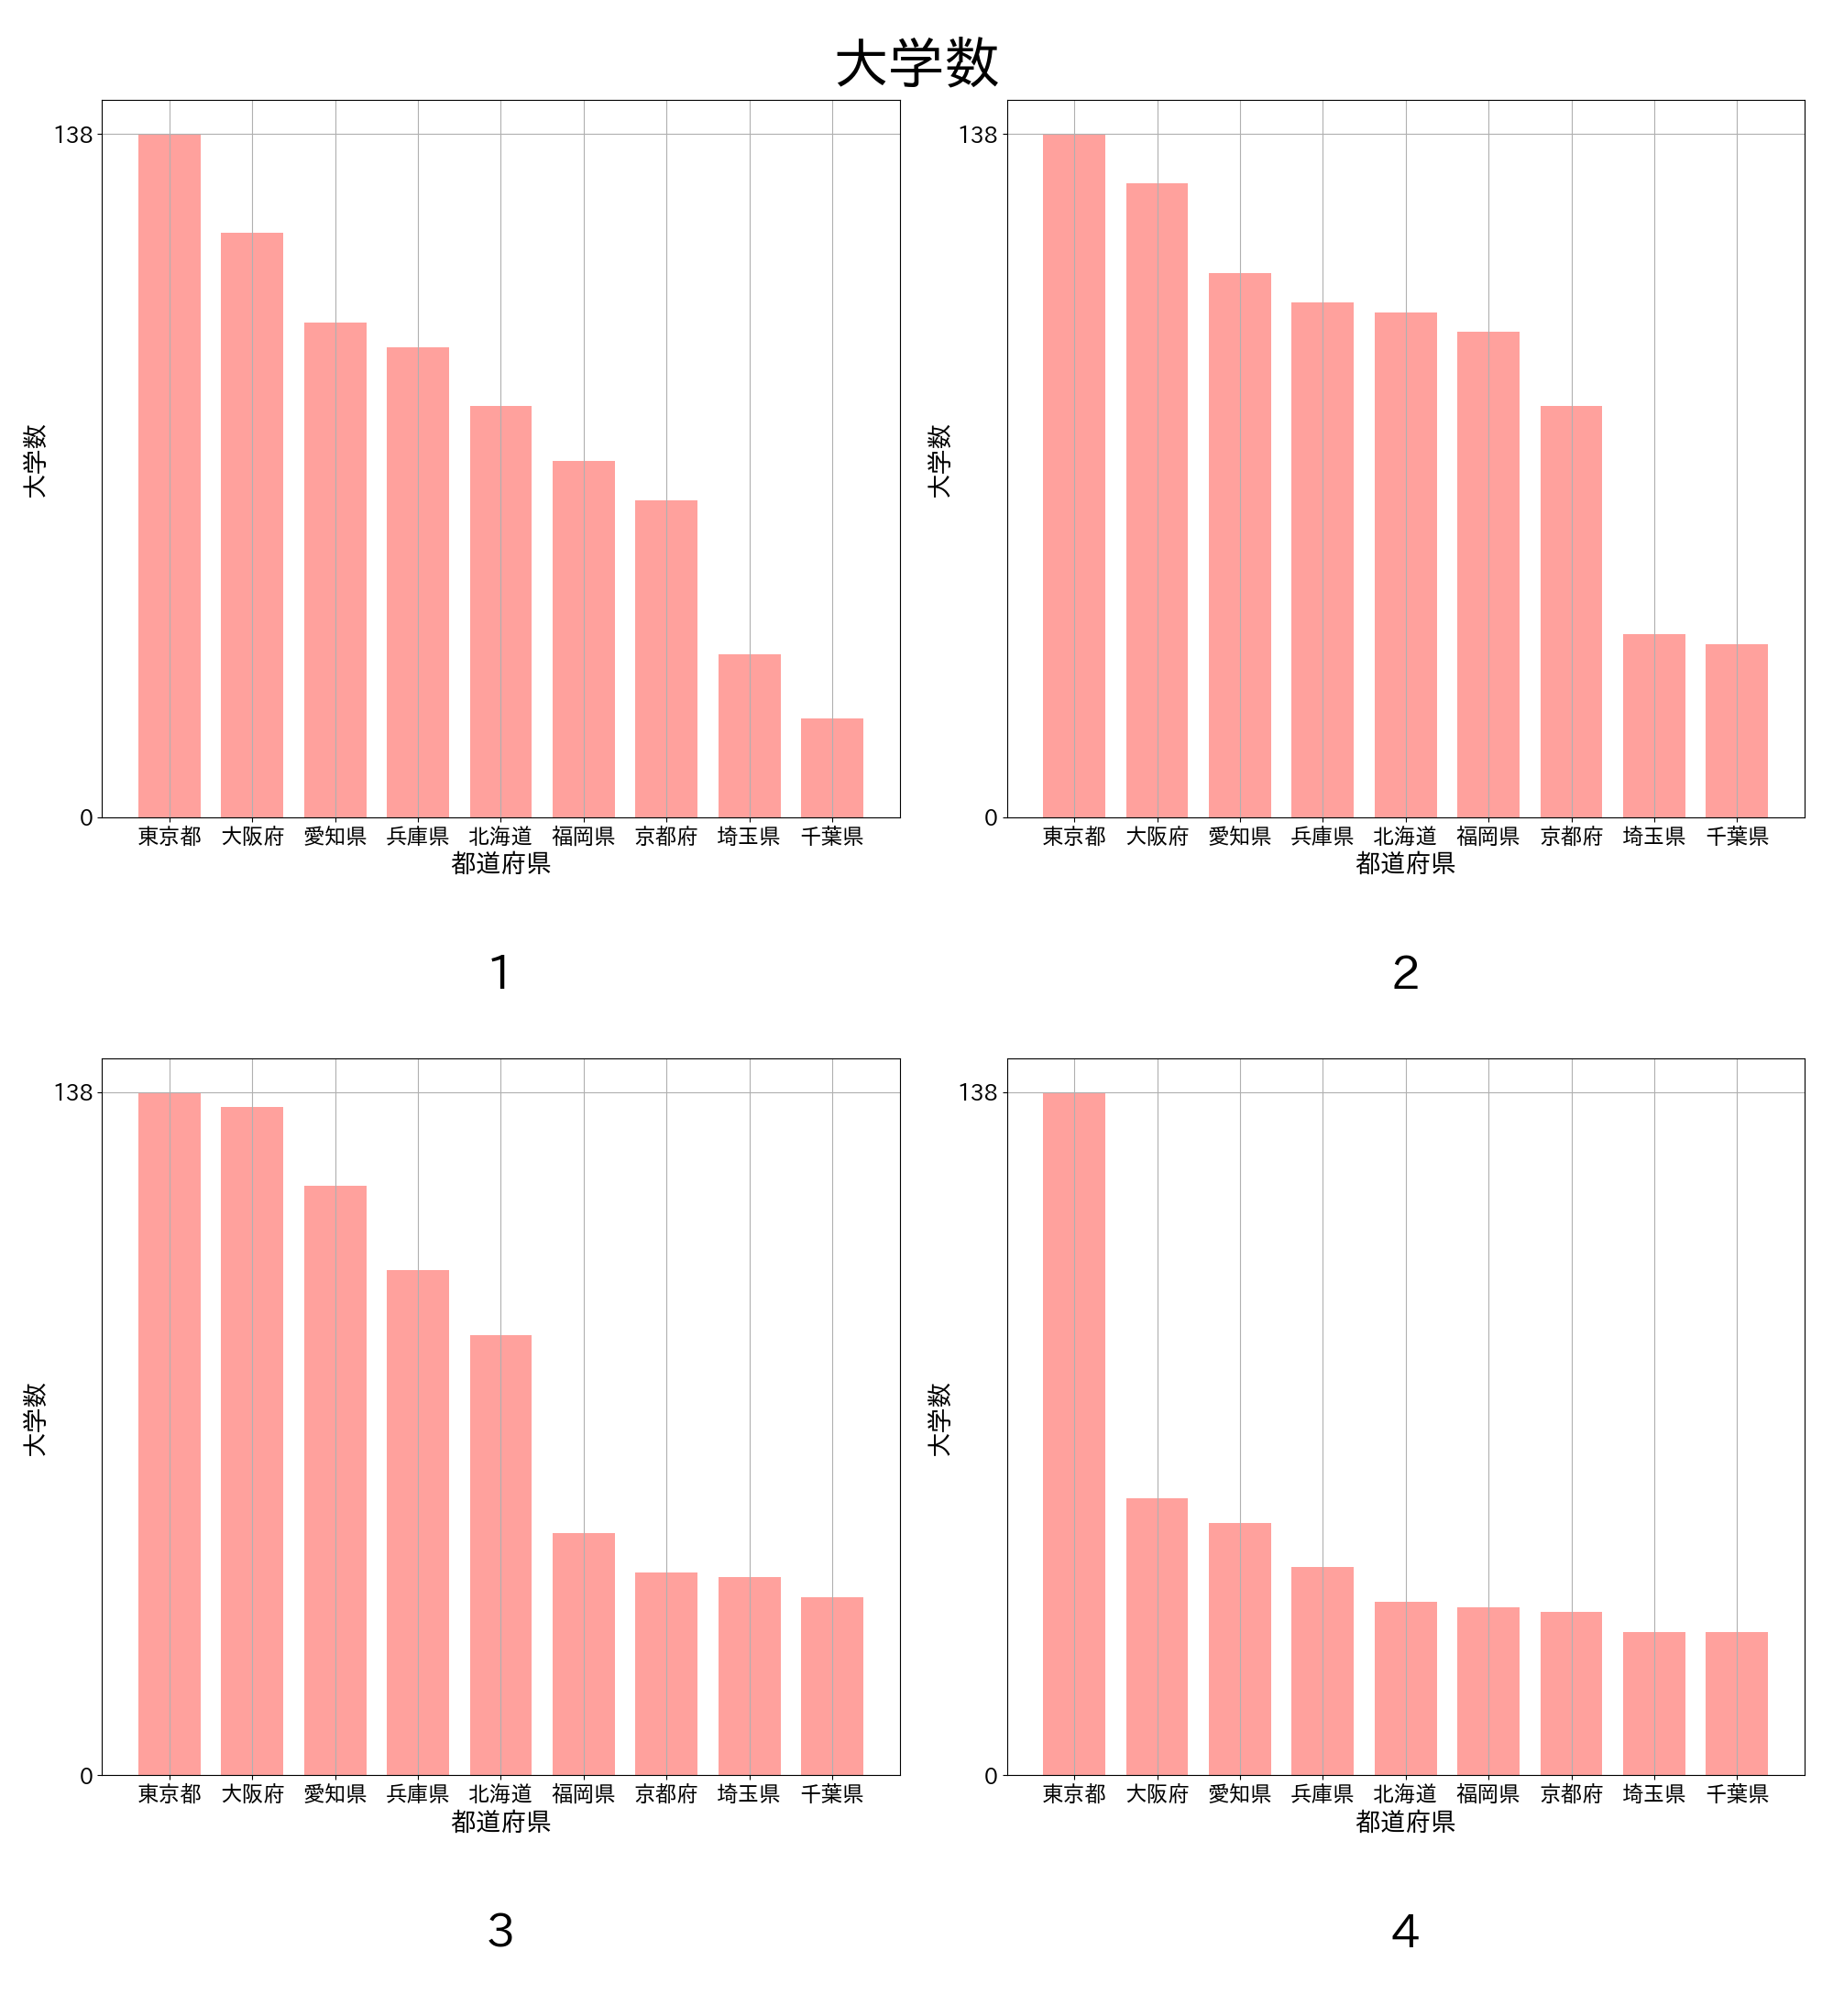 大学数
138
0
大学数
東京都 大阪府 愛知県 兵庫県 北海道 福岡県 京都府 埼玉県 千葉県
都道府県
1
138
0
大学数
東京都 大阪府 愛知県 兵庫県 北海道 福岡県 京都府 埼玉県 千葉県
都道府県
2
138
0
大学数
東京都 大阪府 愛知県 兵庫県 北海道 福岡県 京都府 埼玉県 千葉県
都道府県
3
138
0
大学数
東京都 大阪府 愛知県 兵庫県 北海道 福岡県 京都府 埼玉県 千葉県
都道府県
4